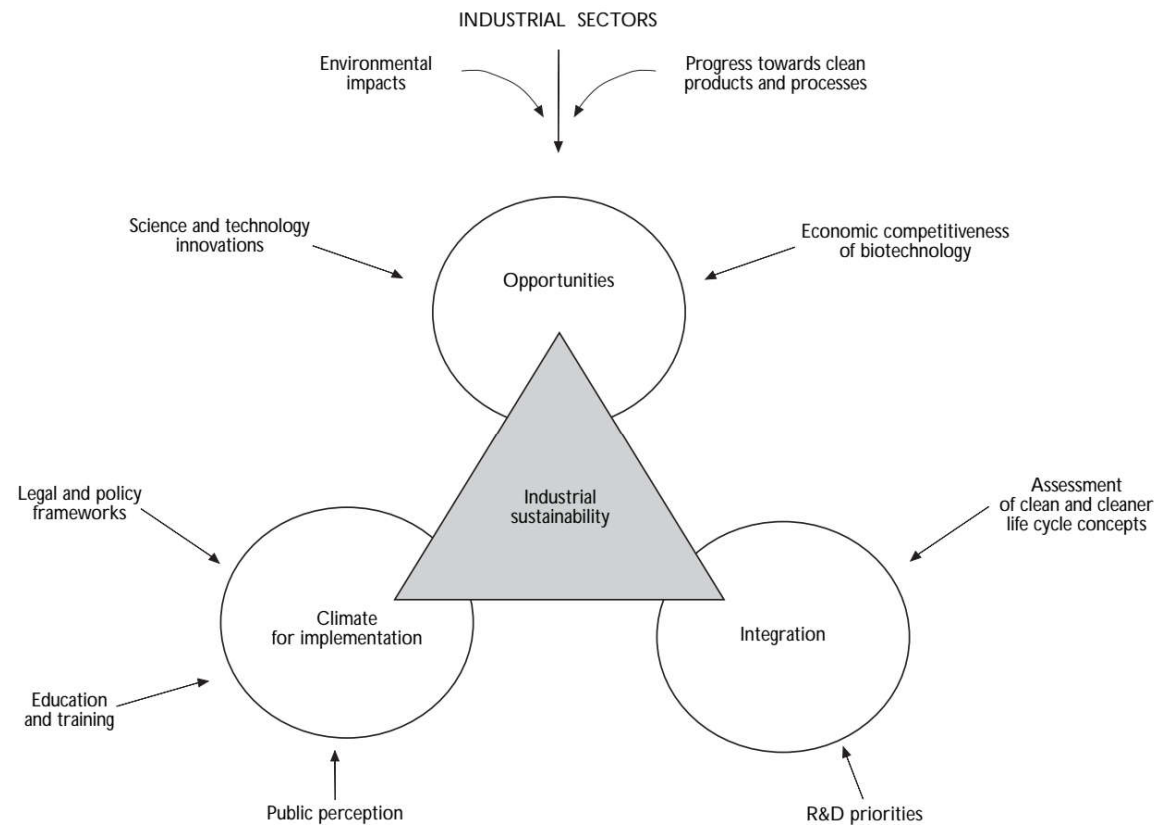 INDUSTRIAL SECTORS
Environmental
impacts
Progress towards clean
products and processes
Science and technology
innovations
Economic competitiveness
of biotechnology
Opportunities
Legal and policy
frameworks
Industrial
sustainability
Assessment
of clean and cleaner
life cycle concepts
Climate
for implementation
Integration
Education
and training
Public perception
R&D priorities